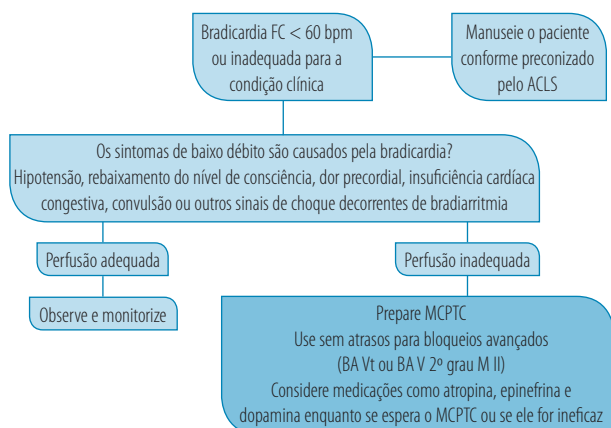 Bradicardia FC < 60 bpm
ou inadequada para a
condição clínica
Manuseie o paciente
conforme preconizado
pelo ACLS
Os sintomas de baixo débito são causados pela bradicardia?
Hipotensão, rebaixamento do nível de consciência, dor precordial, insuficiência cardíaca
congestiva, convulsão ou outros sinais de choque decorrentes de bradiarritmia
Perfusão adequada
Perfusão inadequada
Observe e monitorize
Prepare MCPTC
Use sem atrasos para bloqueios avançados
(BA Vt ou BA V 2º grau M II)
Considere medicações como atropina, epinefrina e
dopamina enquanto se espera o MCPTC ou se ele for ineficaz